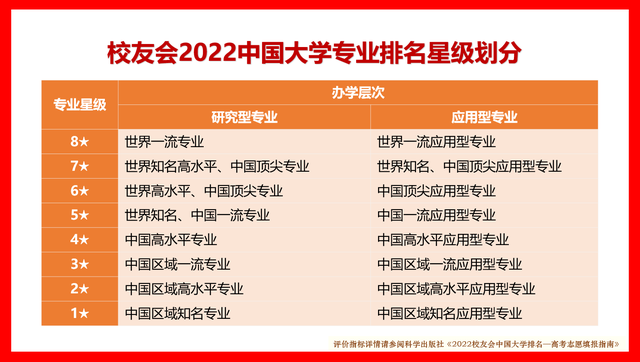 校友会2022中国大学专业排名星级划分
专业星级 办学层次
研究型专业 应用型专业
8★ 世界一流专业 世界一流应用型专业
7★ 世界知名高水平、中国顶尖专业 世界知名、中国顶尖应用型专业
6★ 世界高水平、中国顶尖专业 中国顶尖应用型专业
5★ 世界知名、中国一流专业 中国一流应用型专业
4★ 中国高水平专业 中国高水平应用型专业
3★ 中国区域一流专业 中国区域一流应用型专业
2★ 中国区域高水平专业 中国区域高水平应用型专业
1★ 中国区域知名专业 中国区域知名应用型专业
评价指标详情请参阅科学出版社《2022校友会中国大学排名—高考志愿填报指南》